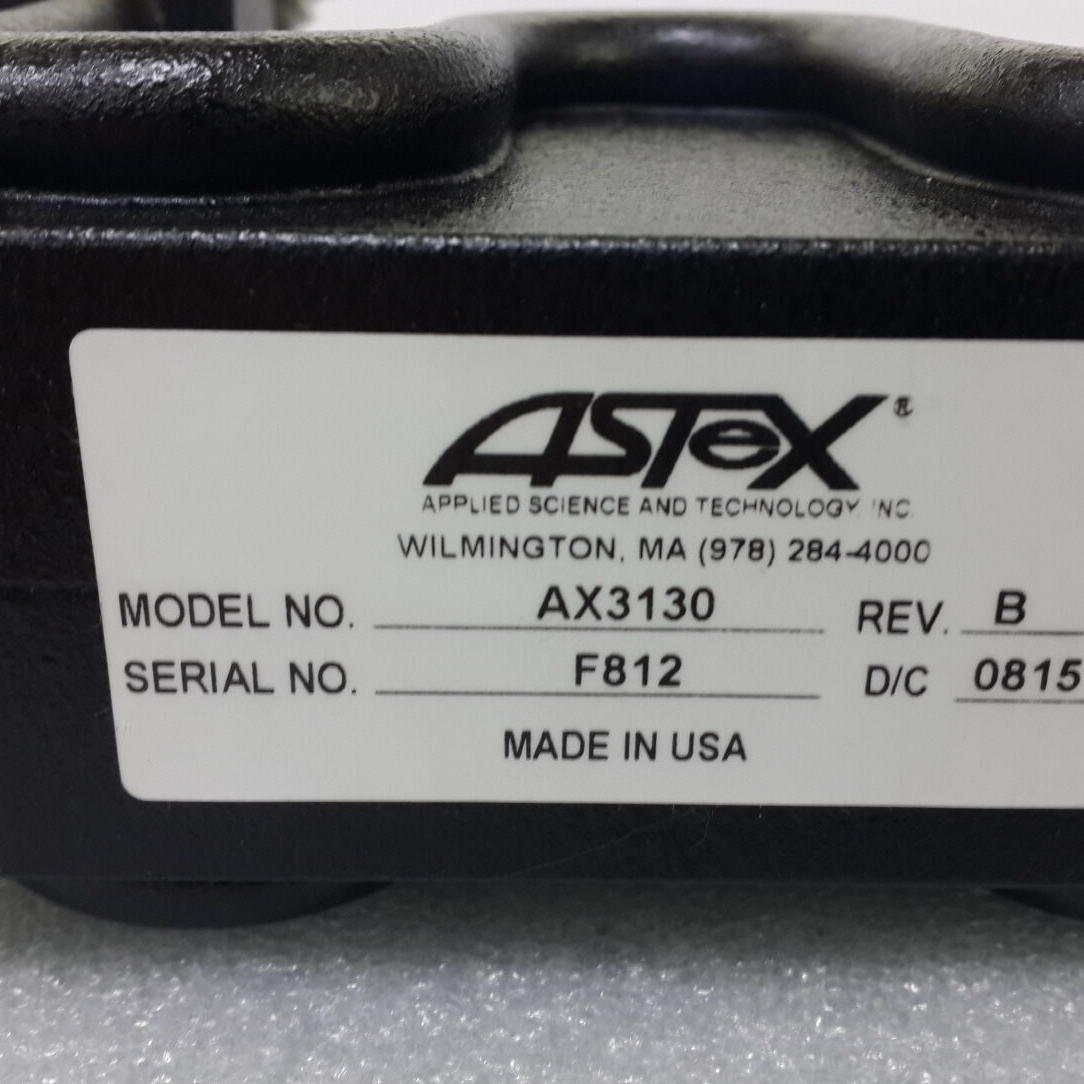 ASTeX®
APPLIED SCIENCE AND TECHNOLOGY, INC.
WILMINGTON, MA (978) 284-4000
MODEL NO. AX3130 REV. B
SERIAL NO. F812 D/C 0815
MADE IN USA